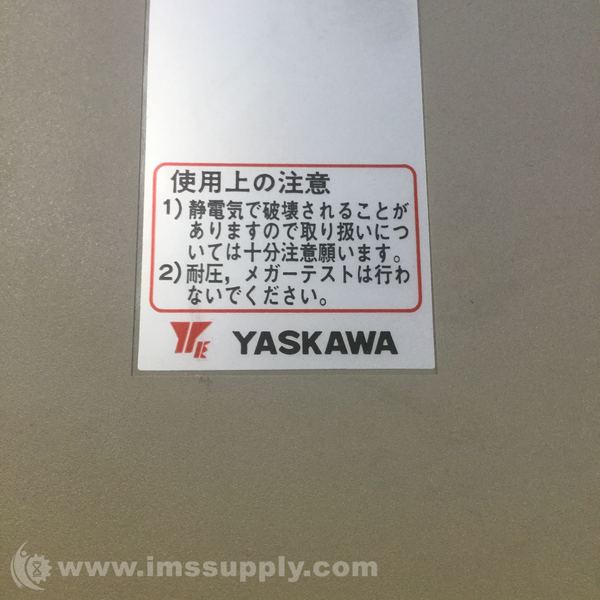 使用上の注意
1) 静電気で破壊されることが
ありますので取り扱いにつ
いては十分注意願います。
2) 耐圧，メガーテストは行わ
ないでください。
YE YASKAWA
www.imssupply.com